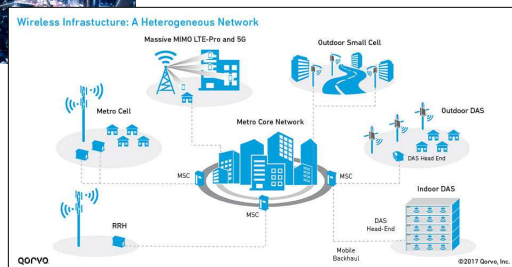 Wireless Infrastucture: A Heterogeneous Network
Massive MIMO LTE-Pro and 5G
Outdoor Small Cell
Metro Cell
Metro Core Network
Outdoor DAS
DAS Head End
MSC
MSC
MSC
Indoor DAS
RRH
DAS
Head-End
Mobile
Backhaul
QORVO
©2017 Qorvo, Inc.